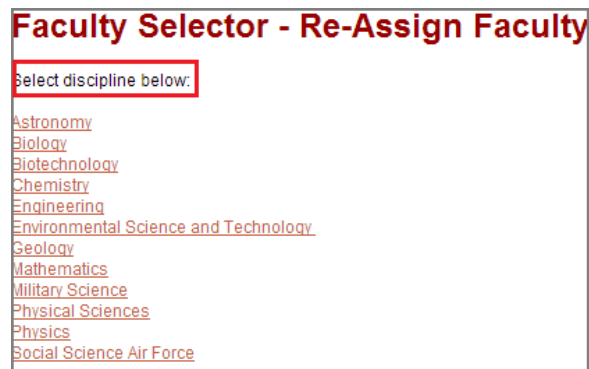 Faculty Selector - Re-Assign Faculty
Select discipline below:
Astronomy
Biology
Biotechnology
Chemistry
Engineering
Environmental Science and Technology
Geology
Mathematics
Military Science
Physical Sciences
Physics
Social Science Air Force